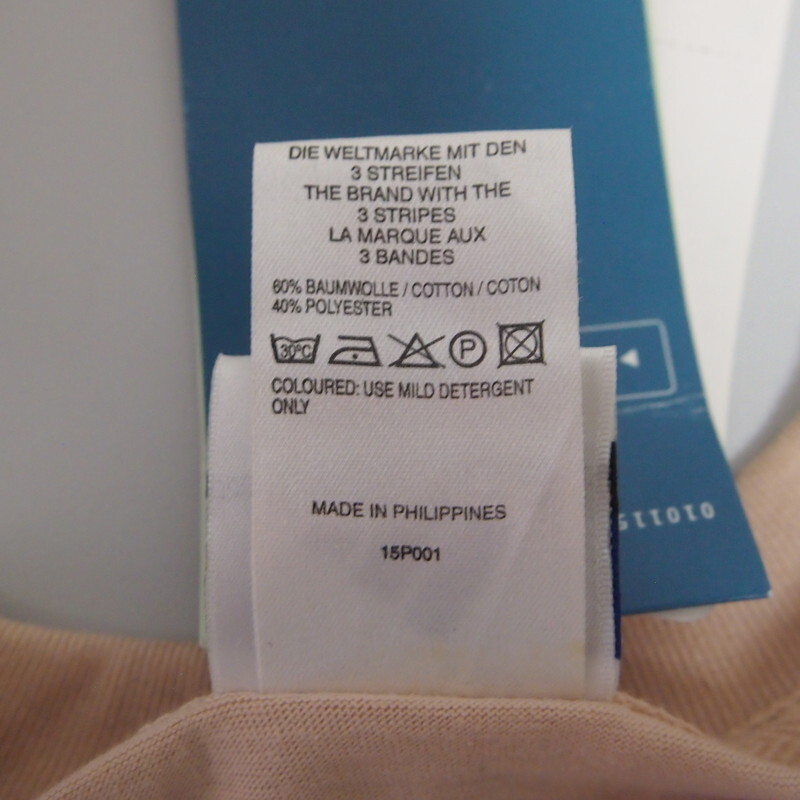 DIE WELTMARKE MIT DEN
3 STREIFEN
THE BRAND WITH THE
3 STRIPES
LA MARQUE AUX
3 BANDES
60% BAUMWOLLE / COTTON / COTON
40% POLYESTER
30°C
P
COLOURED: USE MILD DETERGENT
ONLY
MADE IN PHILIPPINES
15P001
010115